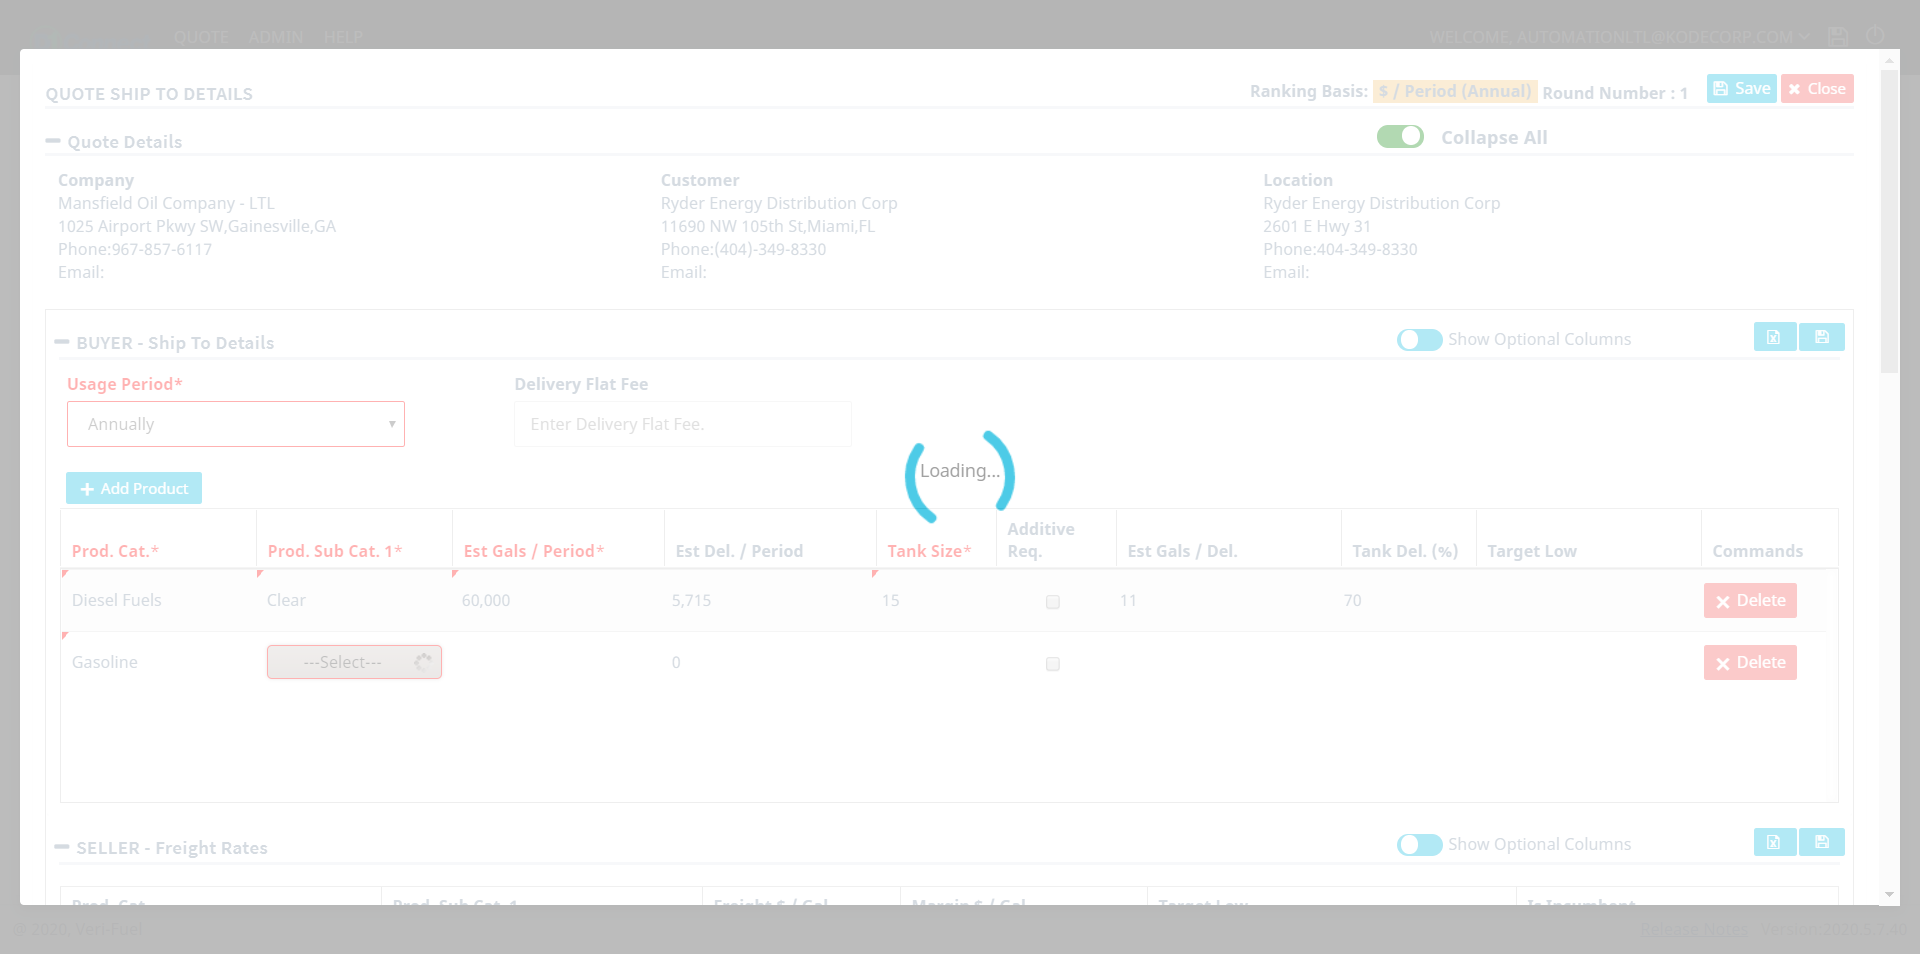 QUOTE ADMIN HELP
WELCOME, AUTOMATIONLTL@KODECORP.COM
QUOTE SHIP TO DETAILS
Ranking Basis: $ / Period (Annual) Round Number : 1
Save
Close
Quote Details
Collapse All
Company
Mansfield Oil Company - LTL
1025 Airport Pkwy SW,Gainesville,GA
Phone:967-857-6117
Email:
Customer
Ryder Energy Distribution Corp
11690 NW 105th St,Miami,FL
Phone:(404)-349-8330
Email:
Location
Ryder Energy Distribution Corp
2601 E Hwy 31
Phone:404-349-8330
Email:
BUYER - Ship To Details
Show Optional Columns
Usage Period*
Annually
Delivery Flat Fee
Enter Delivery Flat Fee.
Loading...
Add Product
Prod. Cat.* Prod. Sub Cat. 1* Est Gals / Period* Est Del. / Period Tank Size* Additive Req. Est Gals / Del. Tank Del. (%) Target Low Commands
Diesel Fuels Clear 60,000 5,715 15 11 70 Delete
Gasoline ---Select--- 0 Delete
SELLER - Freight Rates
Show Optional Columns
Prod. Cat. Prod. Sub Cat. 1 Freight $ / Gal Margin $ / Gal Target Low Is Incumbent
© 2020, Veri-Fuel
Release Notes